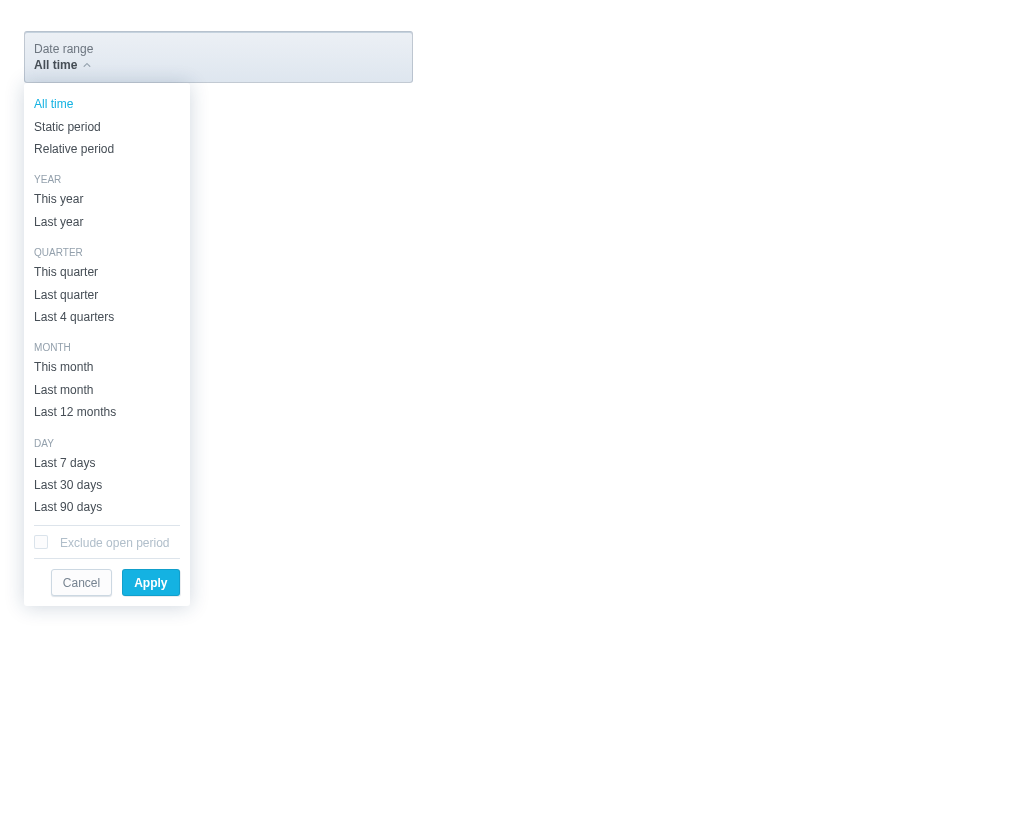 Date range
All time
All time
Static period
Relative period
YEAR
This year
Last year
QUARTER
This quarter
Last quarter
Last 4 quarters
MONTH
This month
Last month
Last 12 months
DAY
Last 7 days
Last 30 days
Last 90 days
Exclude open period
Cancel Apply